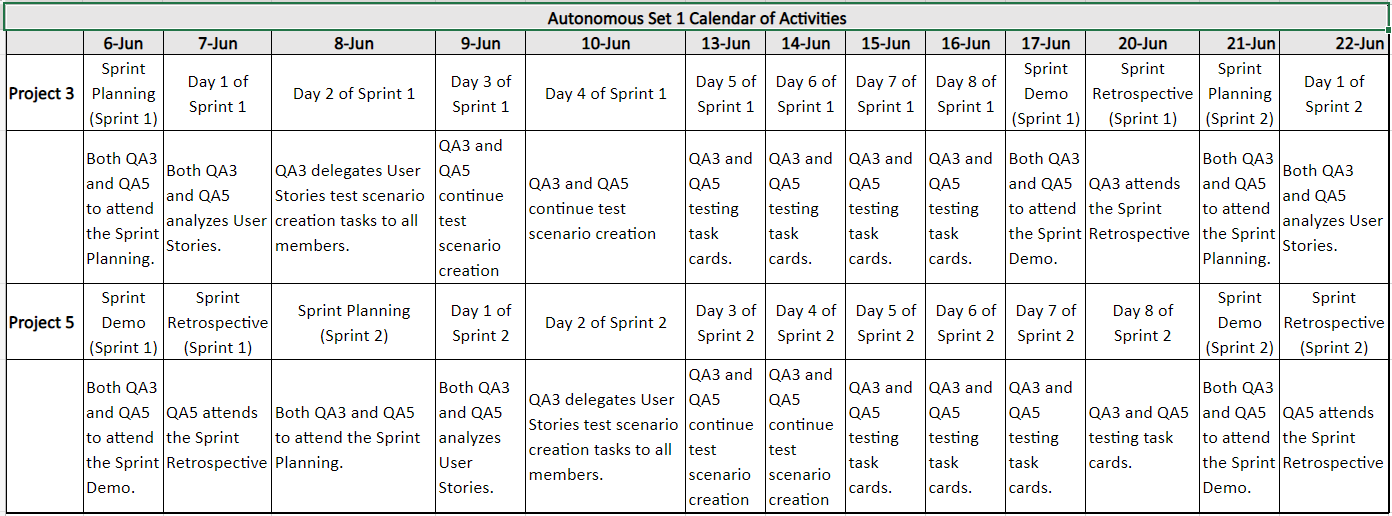 Autonomous Set 1 Calendar of Activities
6-Jun 7-Jun 8-Jun 9-Jun 10-Jun 13-Jun 14-Jun 15-Jun 16-Jun 17-Jun 20-Jun 21-Jun 22-Jun
Project 3
Sprint
Planning
(Sprint 1)
Day 1 of
Sprint 1
Day 2 of Sprint 1
Day 3 of
Sprint 1
Day 4 of Sprint 1
Day 5 of
Sprint 1
Day 6 of
Sprint 1
Day 7 of
Sprint 1
Day 8 of
Sprint 1
Sprint
Demo
(Sprint 1)
Sprint
Retrospective
(Sprint 1)
Sprint
Planning
(Sprint 2)
Day 1 of
Sprint 2
Both QA3
and QA5
to attend
the Sprint
Planning.
Both QA3
and QA5
analyzes User
Stories.
QA3 delegates User
Stories test scenario
creation tasks to all
members.
QA3 and
QA5
continue
test
scenario
creation
QA3 and QA5
continue test
scenario creation
QA3 and
QA5
testing
task
cards.
QA3 and
QA5
testing
task
cards.
QA3 and
QA5
testing
task
cards.
QA3 and
QA5
testing
task
cards.
Both QA3
and QA5
to attend
the Sprint
Demo.
QA3 attends
the Sprint
Retrospective
Both QA3
and QA5
to attend
the Sprint
Planning.
Both QA3
and QA5
analyzes User
Stories.
Project 5
Sprint
Demo
(Sprint 1)
Sprint
Retrospective
(Sprint 1)
Sprint Planning
(Sprint 2)
Day 1 of
Sprint 2
Day 2 of Sprint 2
Day 3 of
Sprint 2
Day 4 of
Sprint 2
Day 5 of
Sprint 2
Day 6 of
Sprint 2
Day 7 of
Sprint 2
Day 8 of
Sprint 2
Sprint
Demo
(Sprint 2)
Sprint
Retrospective
(Sprint 2)
Both QA3
and QA5
to attend
the Sprint
Demo.
QA5 attends
the Sprint
Retrospective
Both QA3 and QA5
to attend the Sprint
Planning.
Both QA3
and QA5
analyzes
User
Stories.
QA3 delegates User
Stories test scenario
creation tasks to all
members.
QA3 and
QA5
continue
test
scenario
creation
QA3 and
QA5
continue
test
scenario
creation
QA3 and
QA5
testing
task
cards.
QA3 and
QA5
testing
task
cards.
QA3 and
QA5
testing
task
cards.
QA3 and QA5
testing task
cards.
Both QA3
and QA5
to attend
the Sprint
Demo.
QA5 attends
the Sprint
Retrospective